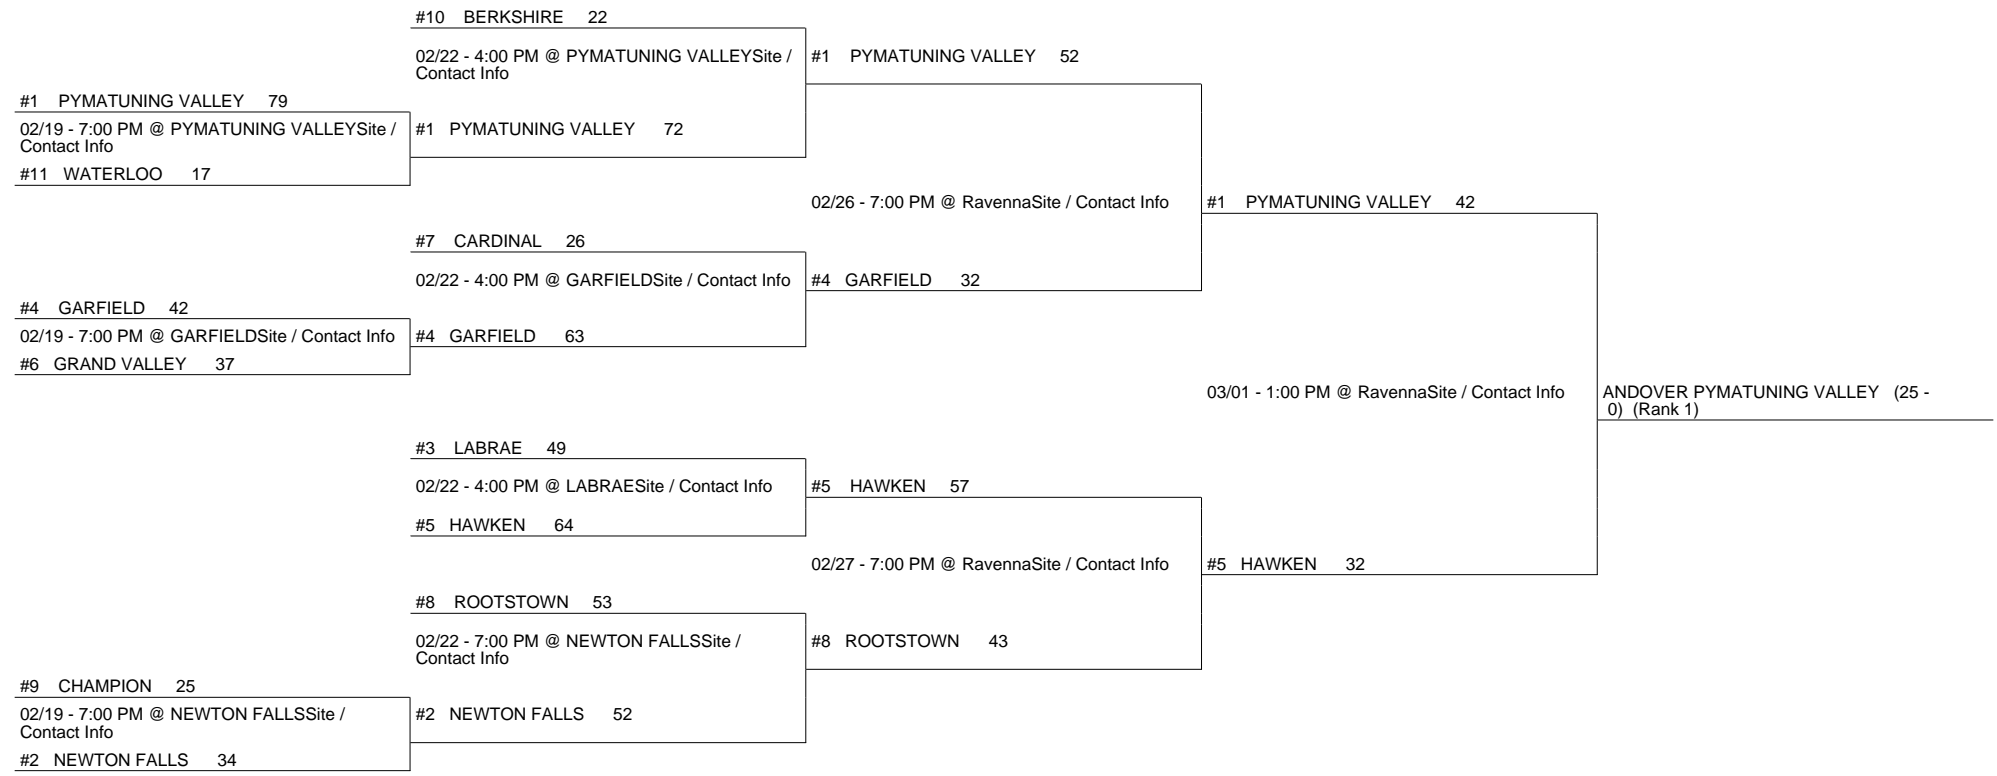 #10 BERKSHIRE 22
02/22 - 4:00 PM @ PYMATUNING VALLEYSite /
Contact Info
#1 PYMATUNING VALLEY 52
#1 PYMATUNING VALLEY 79
02/19 - 7:00 PM @ PYMATUNING VALLEYSite /
Contact Info
#1 PYMATUNING VALLEY 72
#11 WATERLOO 17
02/26 - 7:00 PM @ RavennaSite / Contact Info
#1 PYMATUNING VALLEY 42
#7 CARDINAL 26
02/22 - 4:00 PM @ GARFIELDSite / Contact Info
#4 GARFIELD 32
#4 GARFIELD 42
02/19 - 7:00 PM @ GARFIELDSite / Contact Info
#4 GARFIELD 63
#6 GRAND VALLEY 37
03/01 - 1:00 PM @ RavennaSite / Contact Info
ANDOVER PYMATUNING VALLEY (25 -
0) (Rank 1)
#3 LABRAE 49
02/22 - 4:00 PM @ LABRAESite / Contact Info
#5 HAWKEN 57
#5 HAWKEN 64
02/27 - 7:00 PM @ RavennaSite / Contact Info
#5 HAWKEN 32
#8 ROOTSTOWN 53
02/22 - 7:00 PM @ NEWTON FALLSSite /
Contact Info
#8 ROOTSTOWN 43
#9 CHAMPION 25
02/19 - 7:00 PM @ NEWTON FALLSSite /
Contact Info
#2 NEWTON FALLS 52
#2 NEWTON FALLS 34